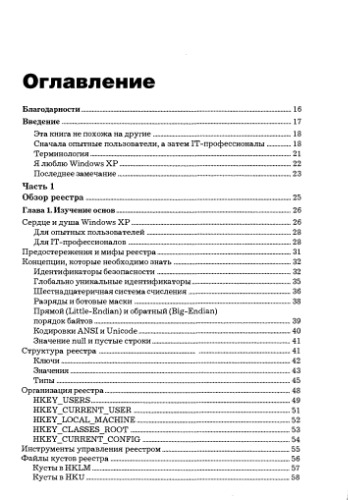 Оглавление
Благодарности 16
Введение 17
Эта книга не похожа на другие 18
Сначала опытные пользователи, а затем IT-профессионалы 18
Терминология 21
Я люблю Windows XP 22
Последнее замечание 23
Часть 1
Обзор реестра 25
Глава 1. Изучение основ 26
Сердце и душа Windows XP 26
Для опытных пользователей 28
Для IT-профессионалов 28
Предостережения и мифы реестра 31
Концепции, которые необходимо знать 32
Идентификаторы безопасности 32
Глобально уникальные идентификаторы 35
Шестнадцатеричная система счисления 36
Разряды и битовые маски 38
Прямой (Little-Endian) и обратный (Big-Endian)
порядок байтов 39
Кодировки ANSI и Unicode 40
Значение null и пустые строки 41
Структура реестра 41
Ключи 42
Значения 43
Типы 45
Организация реестра 48
HKEY_USERS 49
HKEY_CURRENT_USER 51
HKEY_LOCAL_MACHINE 52
HKEY_CLASSES_ROOT 53
HKEY_CURRENT_CONFIG 54
Инструменты управления реестром 55
Файлы кустов реестра 56
Кусты в HKLM 57
Кусты в HKU 58